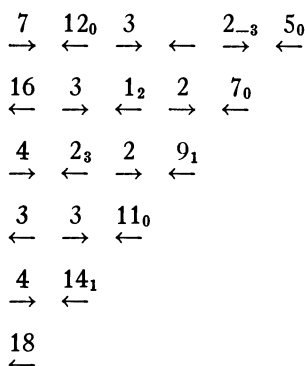 7 12₀ 3 2₋₃ 5₀
→ ← → ← → ←
16 3 1₂ 2 7₀
← → ← → ←
4 2₃ 2 9₁
→ ← → ←
3 3 11₀
← → ←
4 14₁
→ ←
18
←